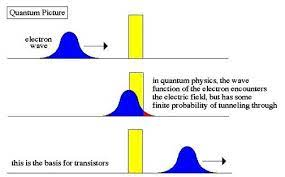 Quantum Picture
electron
wave
in quantum physics, the wave
function of the electron encounters
the electric field, but has some
finite probability of tunneling through
this is the basis for transistors